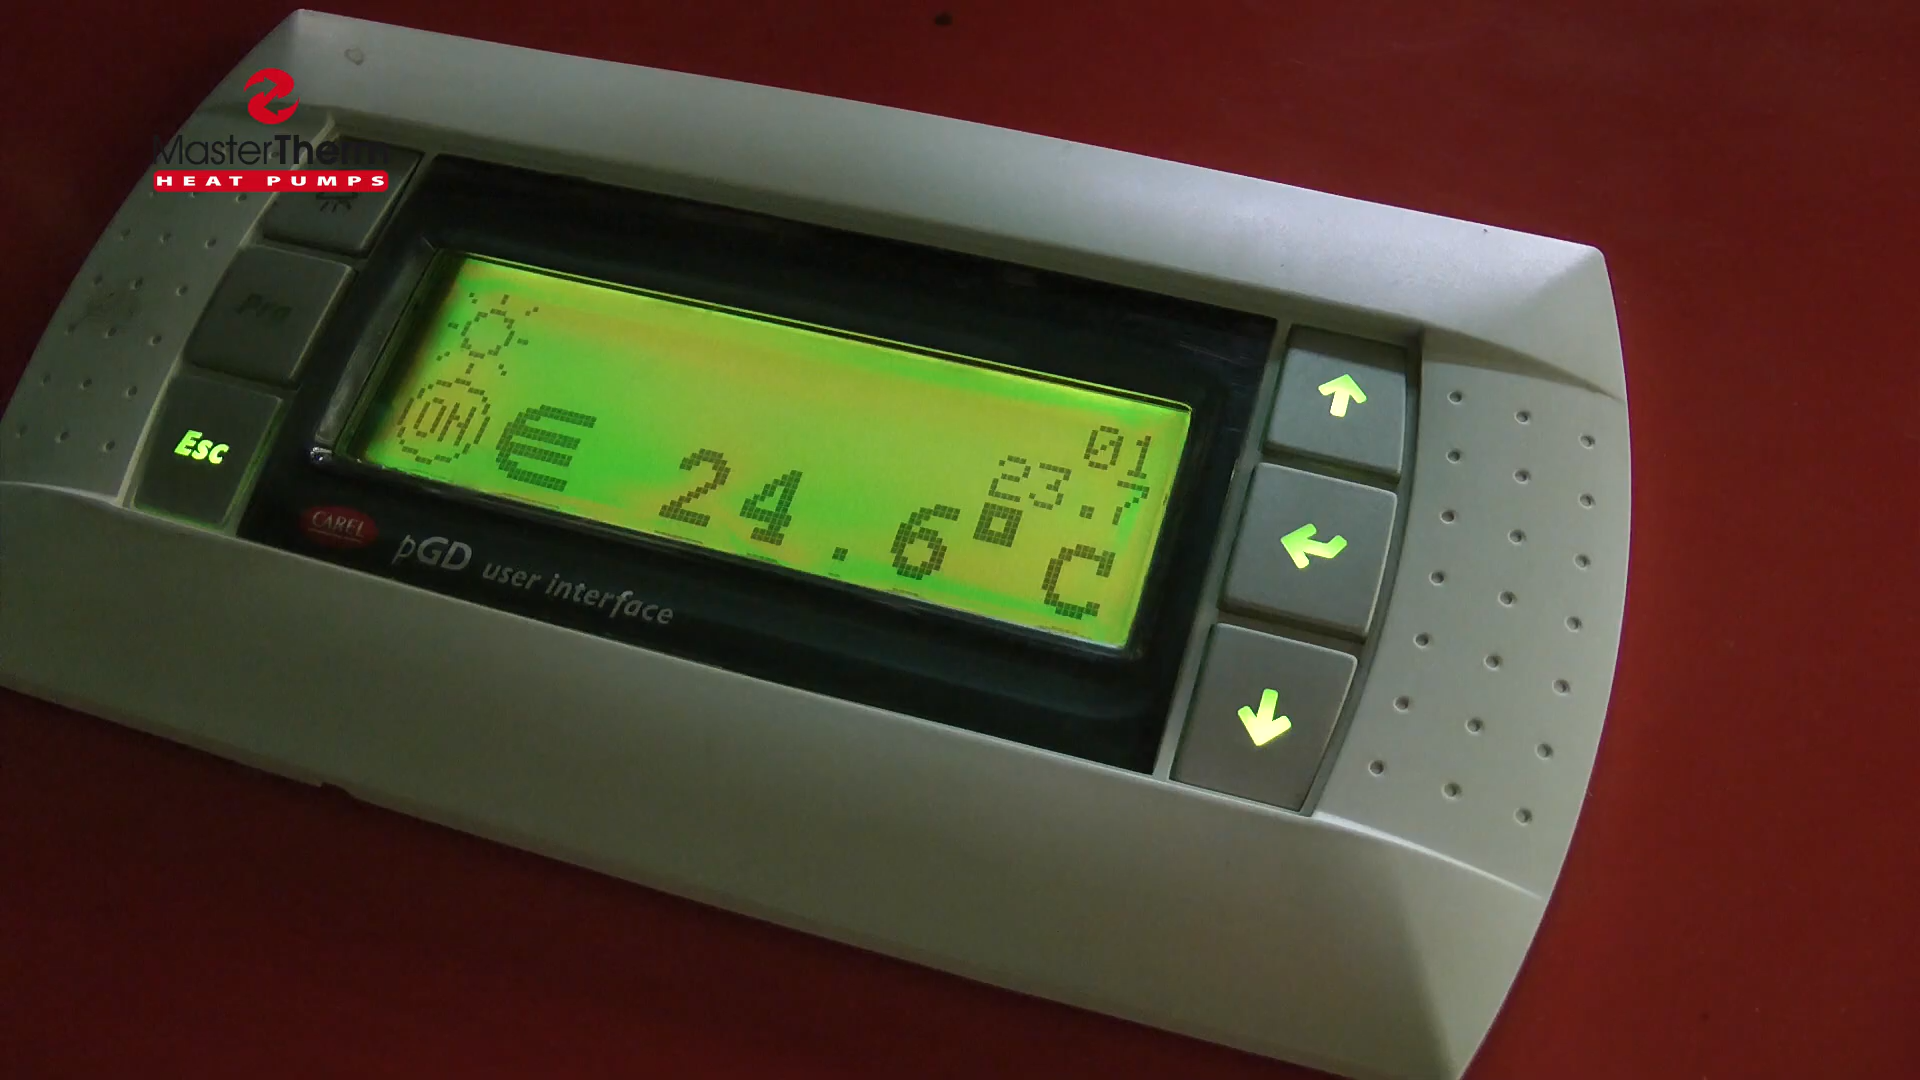 MasterTherm
HEAT PUMPS
Prg
Esc
ON
01
23.7
24.6°C
CAREL
pGD user interface